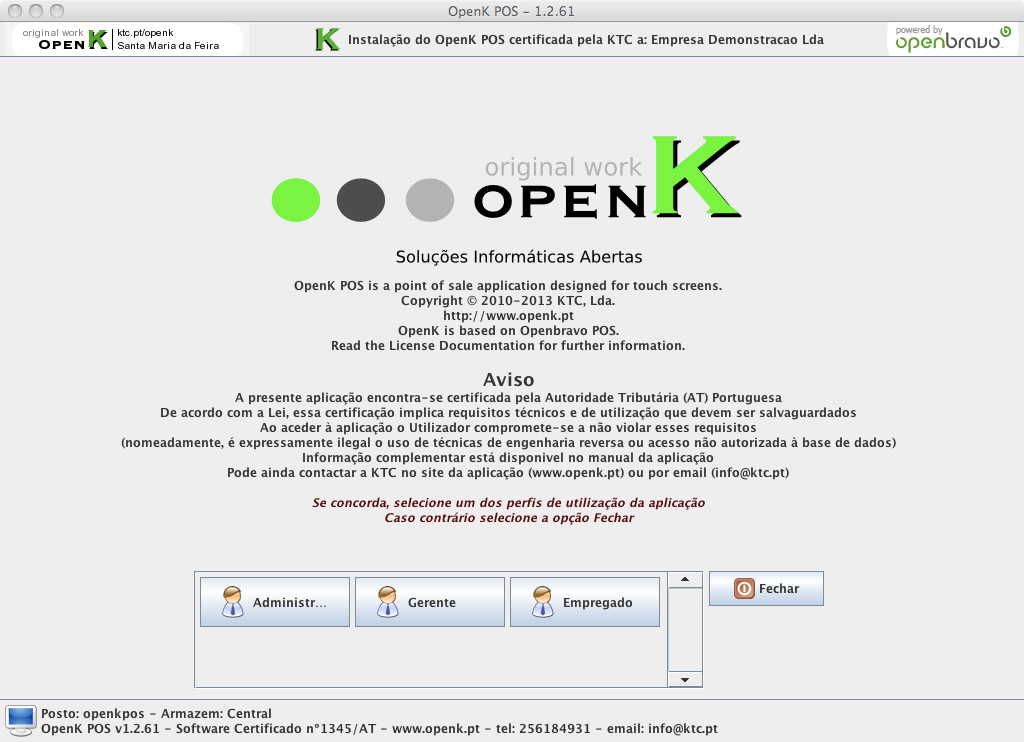 OpenK POS - 1.2.61
original work
OPEN K
ktc.pt/openk
Santa Maria da Feira
K Instalação do OpenK POS certificada pela KTC a: Empresa Demonstracao Lda
powered by
openbravo
original work
OPEN K
Soluções Informáticas Abertas
OpenK POS is a point of sale application designed for touch screens.
Copyright © 2010-2013 KTC, Lda.
http://www.openk.pt
OpenK is based on Openbravo POS.
Read the License Documentation for further information.
Aviso
A presente aplicação encontra-se certificada pela Autoridade Tributária (AT) Portuguesa
De acordo com a Lei, essa certificação implica requisitos técnicos e de utilização que devem ser salvaguardados
Ao aceder à aplicação o Utilizador compromete-se a não violar esses requisitos
(nomeadamente, é expressamente ilegal o uso de técnicas de engenharia reversa ou acesso não autorizada à base de dados)
Informação complementar está disponivel no manual da aplicação
Pode ainda contactar a KTC no site da aplicação (www.openk.pt) ou por email (info@ktc.pt)
Se concorda, selecione um dos perfis de utilização da aplicação
Caso contrário selecione a opção Fechar
Administr...
Gerente
Empregado
Fechar
Posto: openkpos - Armazem: Central
OpenK POS v1.2.61 - Software Certificado n°1345/AT - www.openk.pt - tel: 256184931 - email: info@ktc.pt